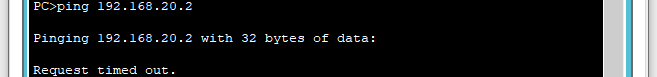 PC>ping 192.168.20.2
Pinging 192.168.20.2 with 32 bytes of data:
Request timed out.